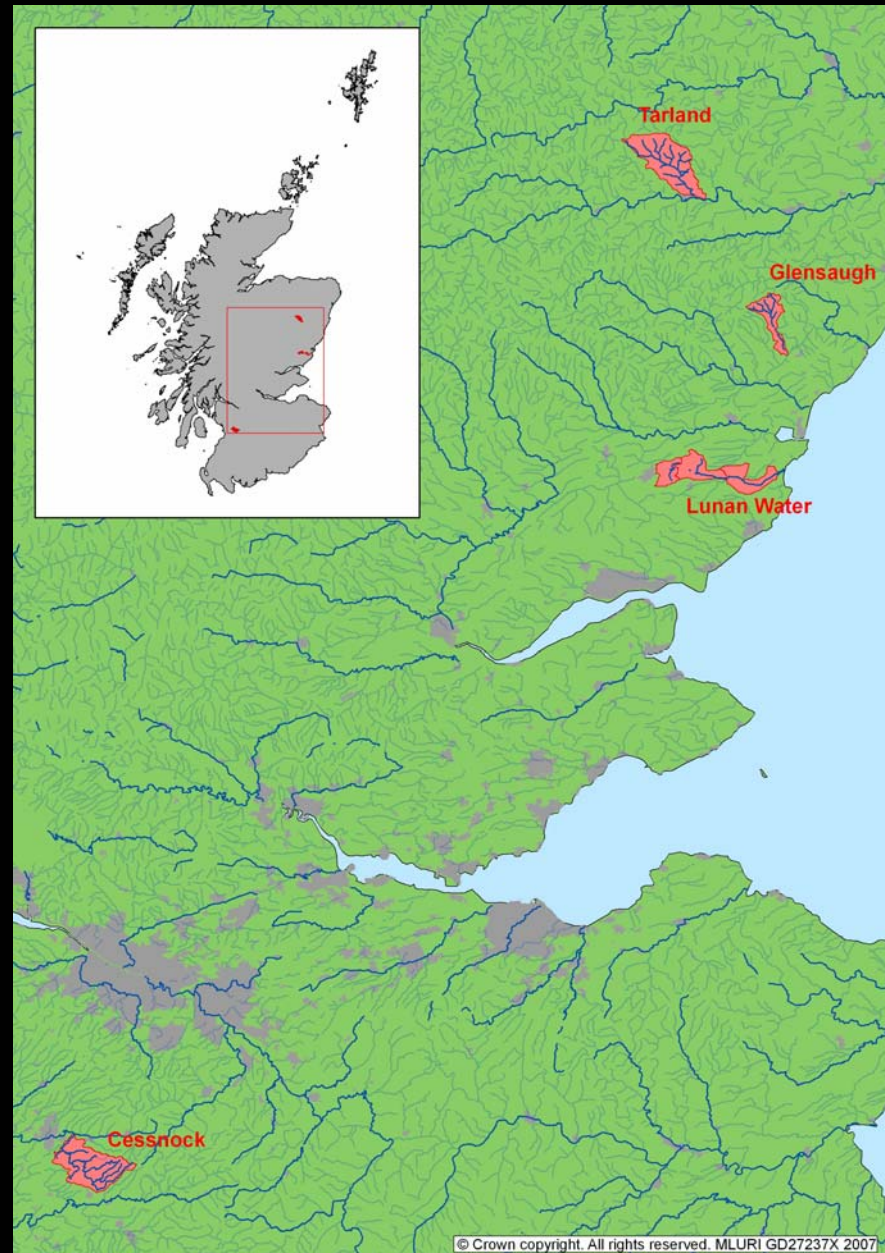 Tarland
Glensaugh
Lunan Water
Cessnock
© Crown copyright. All rights reserved. MLURI GD27237X 2007